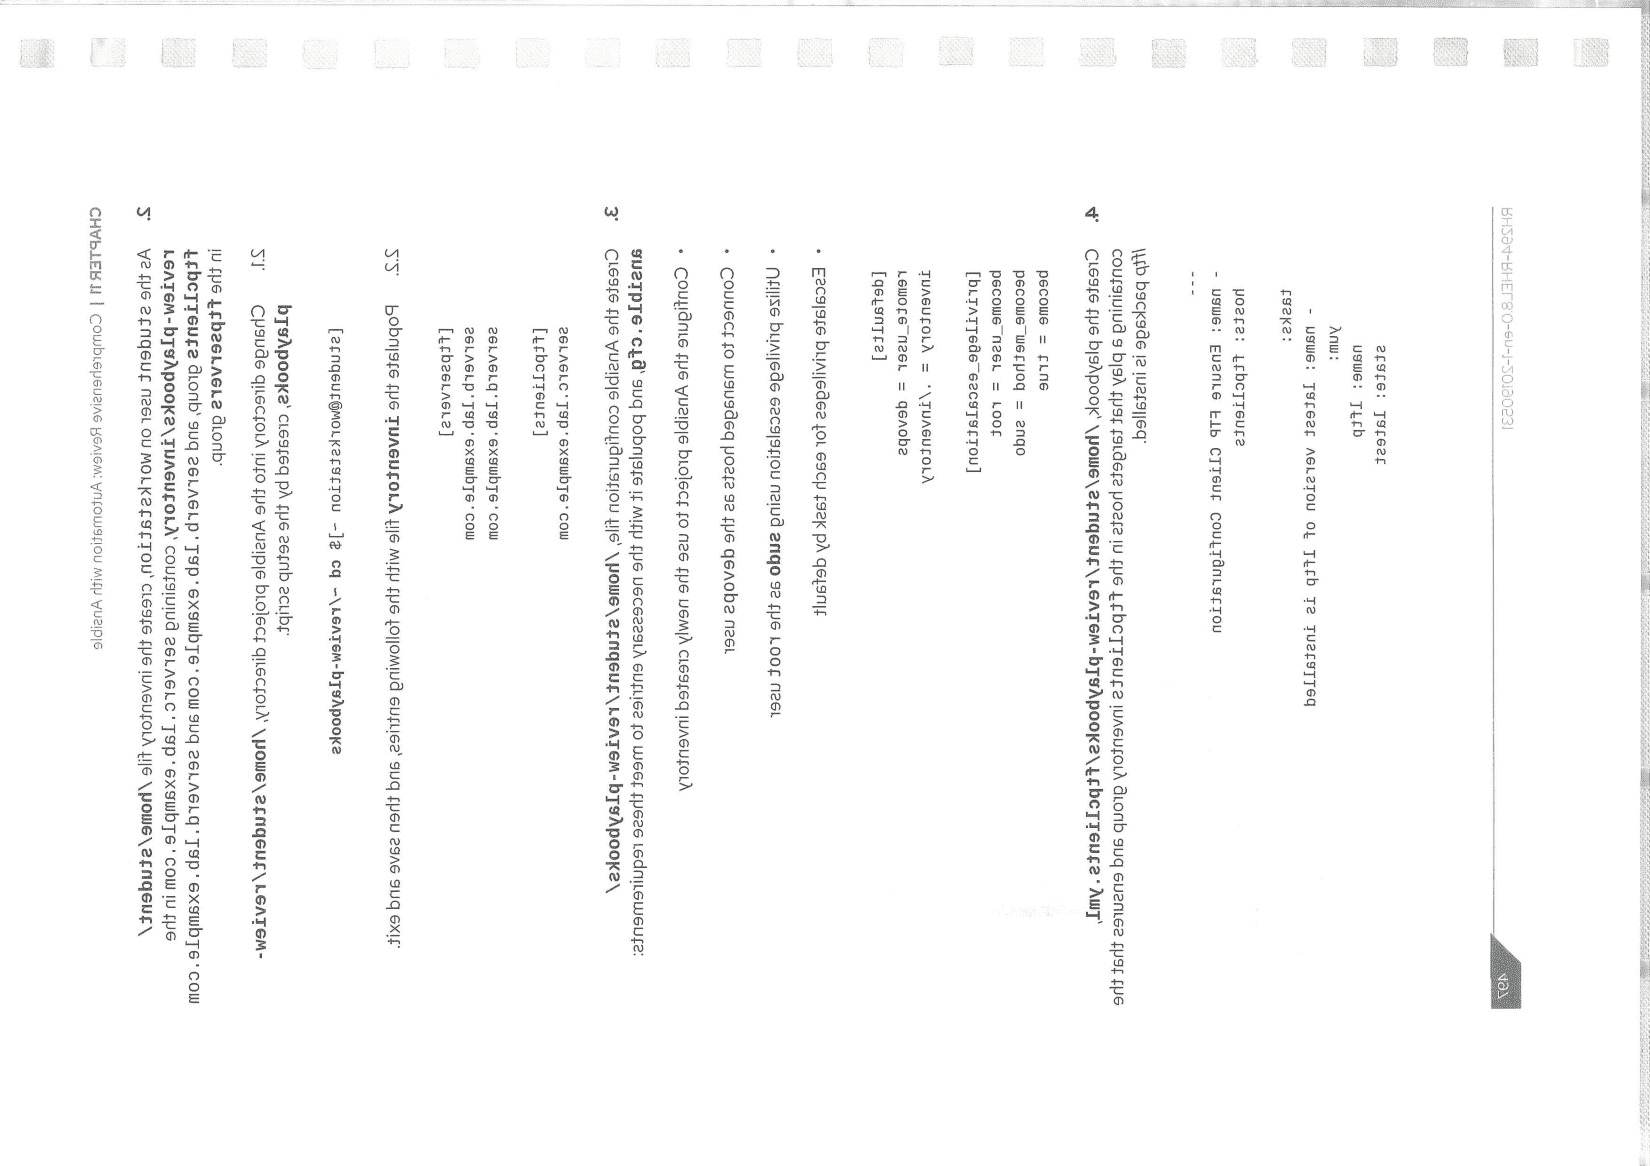 CHAPTER 11 | Comprehensive Review: Automation with Ansible
2. As the student user on workstation, create the inventory file /home/student/
review-playbooks/inventory, containing serverc.lab.example.com in the
ftpclients group, and serverb.lab.example.com and serverd.lab.example.com
in the ftpservers group.
2.1. Change directory into the Ansible project directory, /home/student/review-
playbooks, created by the setup script.
[student@workstation ~]$ cd ~/review-playbooks
2.2. Populate the inventory file with the following entries, and then save and exit.
[ftpservers]
serverb.lab.example.com
serverd.lab.example.com
[ftpclients]
serverc.lab.example.com
3. Create the Ansible configuration file, /home/student/review-playbooks/
ansible.cfg, and populate it with the necessary entries to meet these requirements:
• Configure the Ansible project to use the newly created inventory
• Connect to managed hosts as the devops user
• Utilize privilege escalation using sudo as the root user
• Escalate privileges for each task by default
[defaults]
remote_user = devops
inventory = ./inventory
[privilege_escalation]
become_user = root
become_method = sudo
become = true
4. Create the playbook, /home/student/review-playbooks/ftpclients.yml,
containing a play that targets hosts in the ftpclients inventory group and ensures that the
lftp package is installed.
---
- name: Ensure FTP Client Configuration
hosts: ftpclients
tasks:
- name: latest version of lftp is installed
yum:
name: lftp
state: latest
RH294-RHEL8.0-en-1-20190531
497